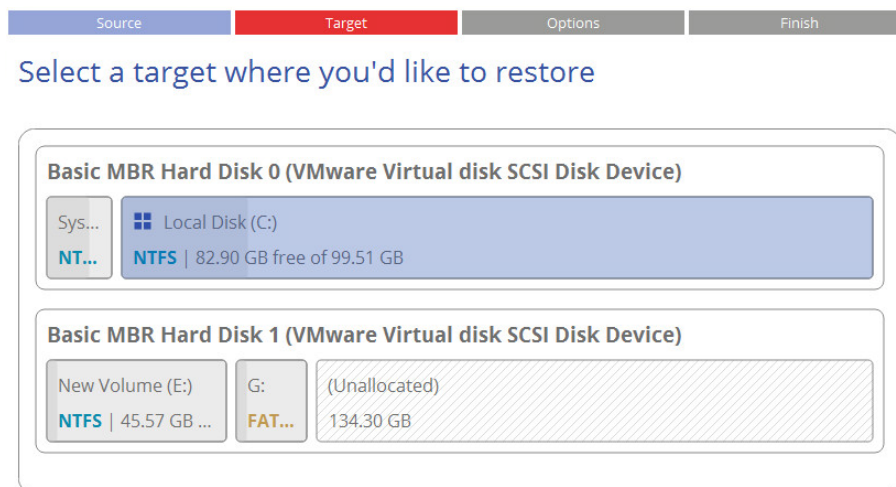 Source
Target
Options
Finish
Select a target where you'd like to restore
Basic MBR Hard Disk 0 (VMware Virtual disk SCSI Disk Device)
Sys...
NT...
Local Disk (C:)
NTFS | 82.90 GB free of 99.51 GB
Basic MBR Hard Disk 1 (VMware Virtual disk SCSI Disk Device)
New Volume (E:)
NTFS | 45.57 GB ...
G:
FAT...
(Unallocated)
134.30 GB